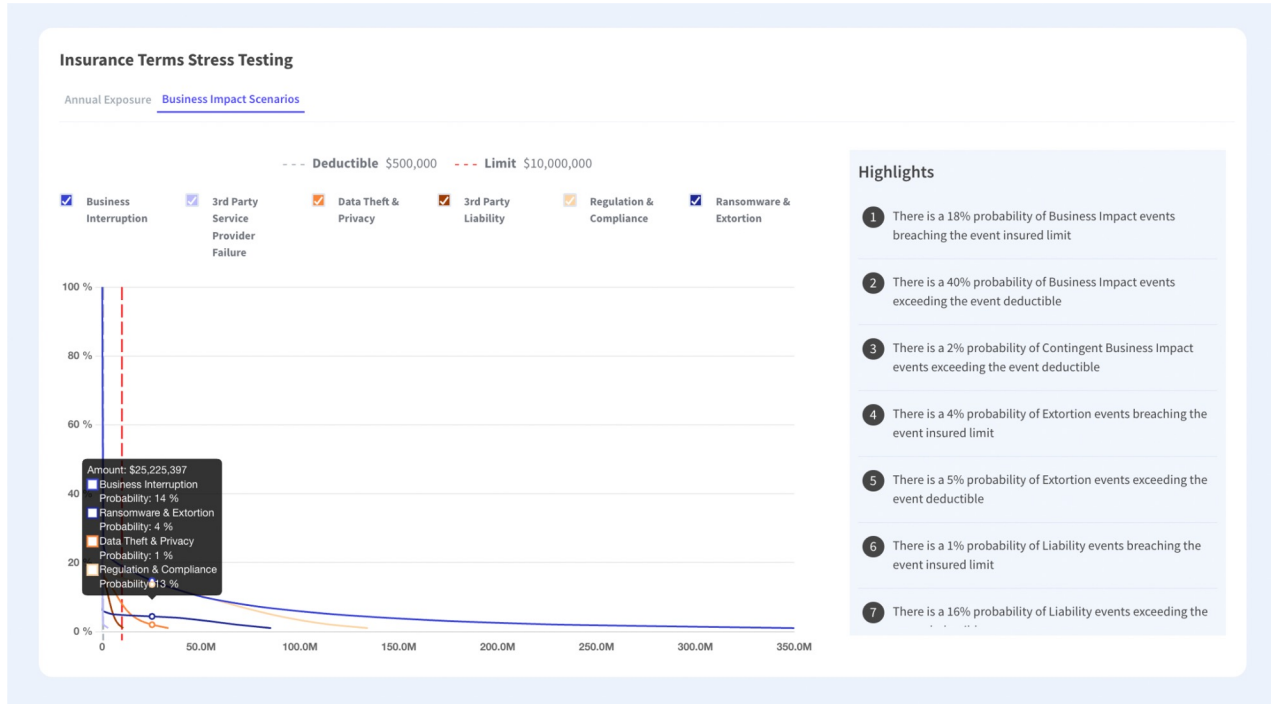 Insurance Terms Stress Testing
Annual Exposure Business Impact Scenarios
--- Deductible $500,000 --- Limit $10,000,000
Business Interruption
3rd Party Service Provider Failure
Data Theft & Privacy
3rd Party Liability
Regulation & Compliance
Ransomware & Extortion
100 %
80 %
60 %
40
20
0 %
Amount: $25,225,397
Business Interruption
Probability: 14 %
Ransomware & Extortion
Probability: 4 %
Data Theft & Privacy
Probability: 1 %
Regulation & Compliance
Probability: 13 %
0 50.0M 100.0M 150.0M 200.0M 250.0M 300.0M 350.0M
Highlights
1 There is a 18% probability of Business Impact events
breaching the event insured limit
2 There is a 40% probability of Business Impact events
exceeding the event deductible
3 There is a 2% probability of Contingent Business Impact
events exceeding the event deductible
4 There is a 4% probability of Extortion events breaching the
event insured limit
5 There is a 5% probability of Extortion events exceeding the
event deductible
6 There is a 1% probability of Liability events breaching the
event insured limit
7 There is a 16% probability of Liability events exceeding the